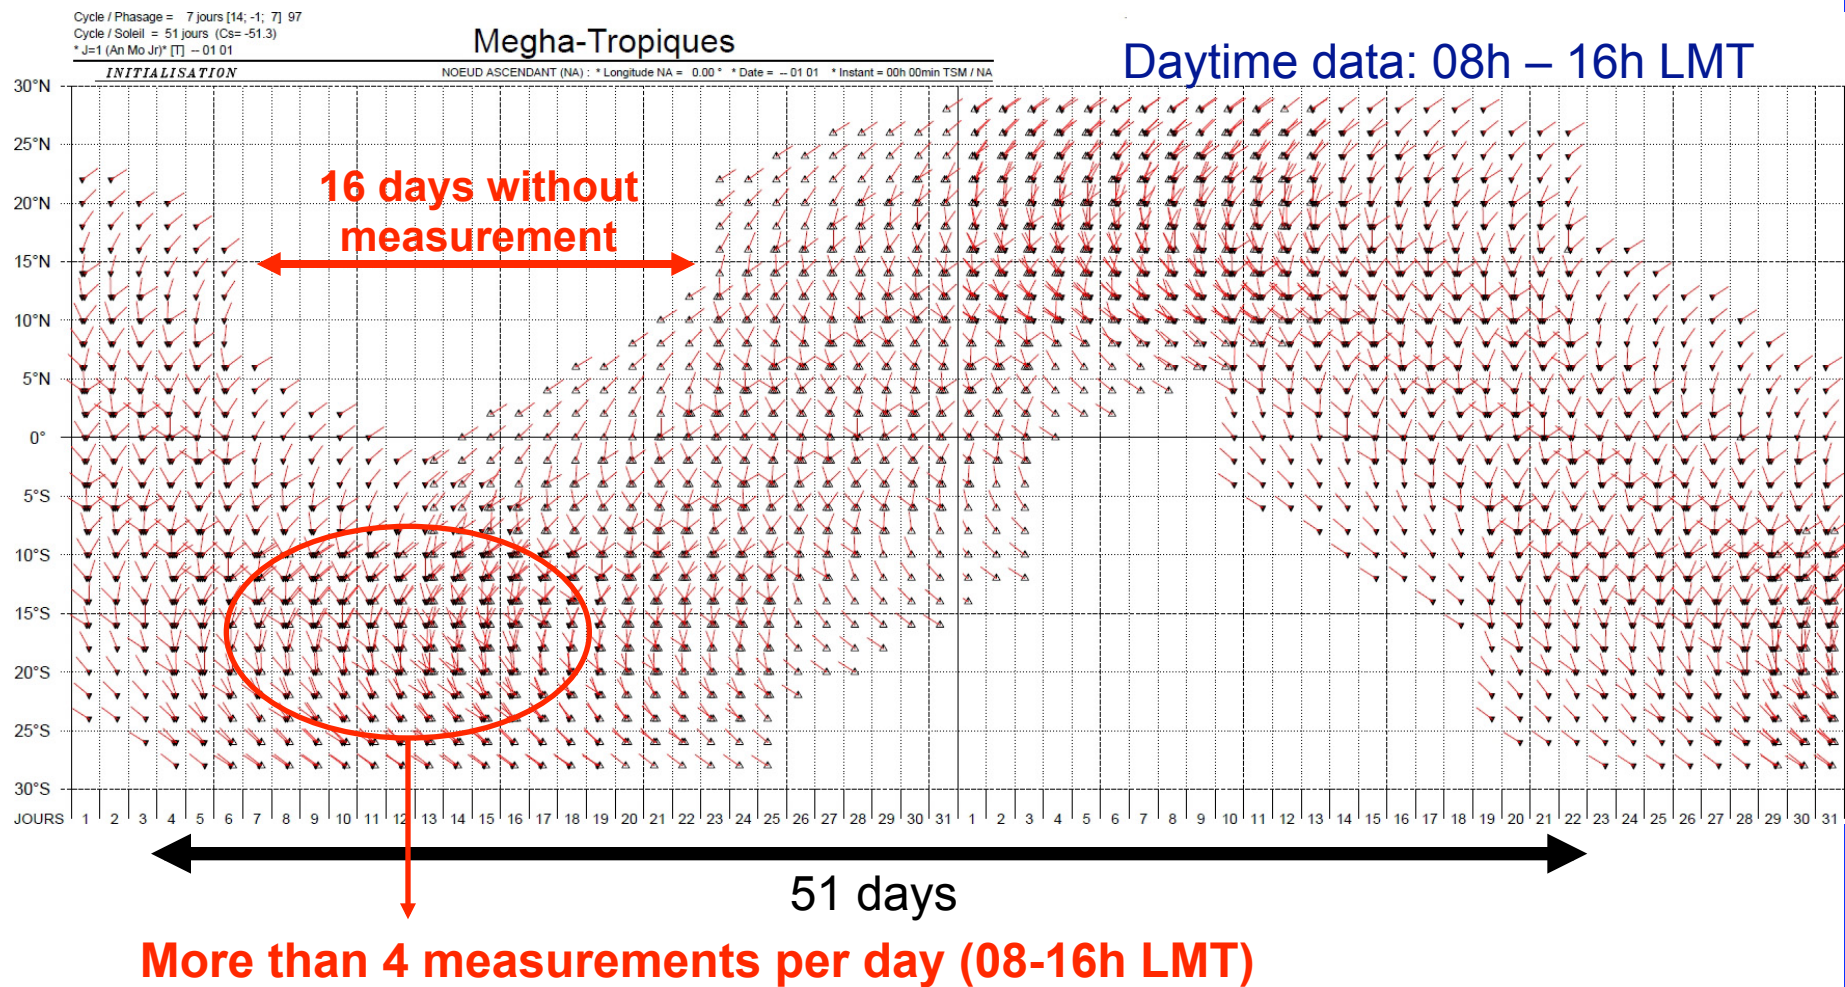 Cycle / Phasage = 7 jours [14; -1; 7] 97
Cycle / Soleil = 51 jours (Cs= -51.3)
* J=1 (An Mo Jr)* [T] -- 01 01
Megha-Tropiques
Daytime data: 08h – 16h LMT
INITIALISATION
NOEUD ASCENDANT (NA) : * Longitude NA = 0.00 ° * Date = -- 01 01 * Instant = 00h 00min TSM / NA
30°N
25°N
20°N
15°N
10°N
5°N
0°
5°S
10°S
15°S
20°S
25°S
30°S
16 days without
measurement
JOURS 1 2 3 4 5 6 7 8 9 10 11 12 13 14 15 16 17 18 19 20 21 22 23 24 25 26 27 28 29 30 31 1 2 3 4 5 6 7 8 9 10 11 12 13 14 15 16 17 18 19 20 21 22 23 24 25 26 27 28 29 30 31
51 days
More than 4 measurements per day (08-16h LMT)